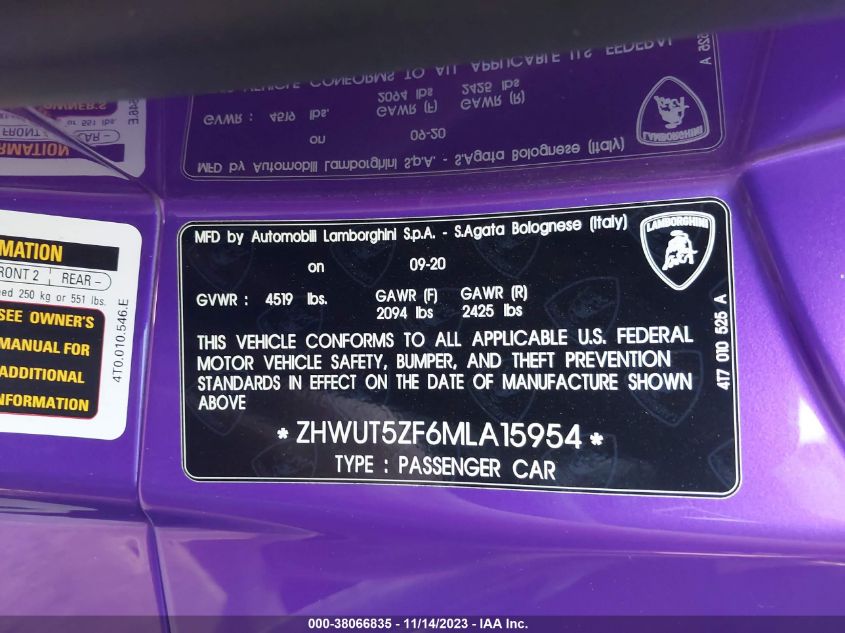 MFD by Automobili Lamborghini S.p.A. - S.Agata Bolognese (Italy)
on 09-20
GVWR : 4519 lbs. GAWR (F) GAWR (R)
2094 lbs 2425 lbs
THIS VEHICLE CONFORMS TO ALL APPLICABLE U.S. FEDERAL
MOTOR VEHICLE SAFETY, BUMPER, AND THEFT PREVENTION
STANDARDS IN EFFECT ON THE DATE OF MANUFACTURE SHOWN
ABOVE
* ZHWUT5ZF6MLA15954 *
TYPE : PASSENGER CAR
LAMBORGHINI
4T7 010 525 A
MATION
FRONT 2 REAR -
250 kg or 551 lbs.
SEE OWNER'S
MANUAL FOR
ADDITIONAL
INFORMATION
4T0.010.546.E
000-38066835 - 11/14/2023 - IAA Inc.